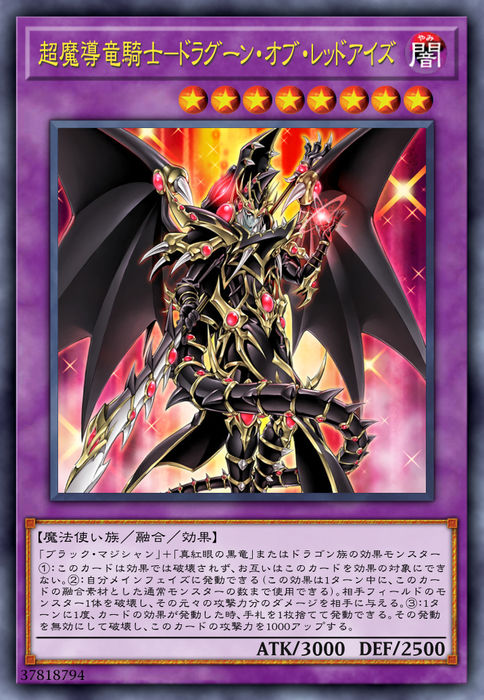 超魔導竜騎士-ドラグーン・オブ・レッドアイズ
やみ
闇
【魔法使い族／融合／効果】
「ブラック・マジシャン」+「真紅眼の黒竜」またはドラゴン族の効果モンスター
①:このカードは効果では破壊されず、お互いはこのカードを効果の対象にでき
ない。②:自分メインフェイズに発動できる(この効果は1ターン中に、このカー
ドの融合素材とした通常モンスターの数まで使用できる)。相手フィールドのモ
ンスター1体を破壊し、その元々の攻撃力分のダメージを相手に与える。③:1タ
ーンに1度、カードの効果が発動した時、手札を1枚捨てて発動できる。その発動
を無効にして破壊し、このカードの攻撃力を1000アップする。
ATK/3000 DEF/2500
37818794